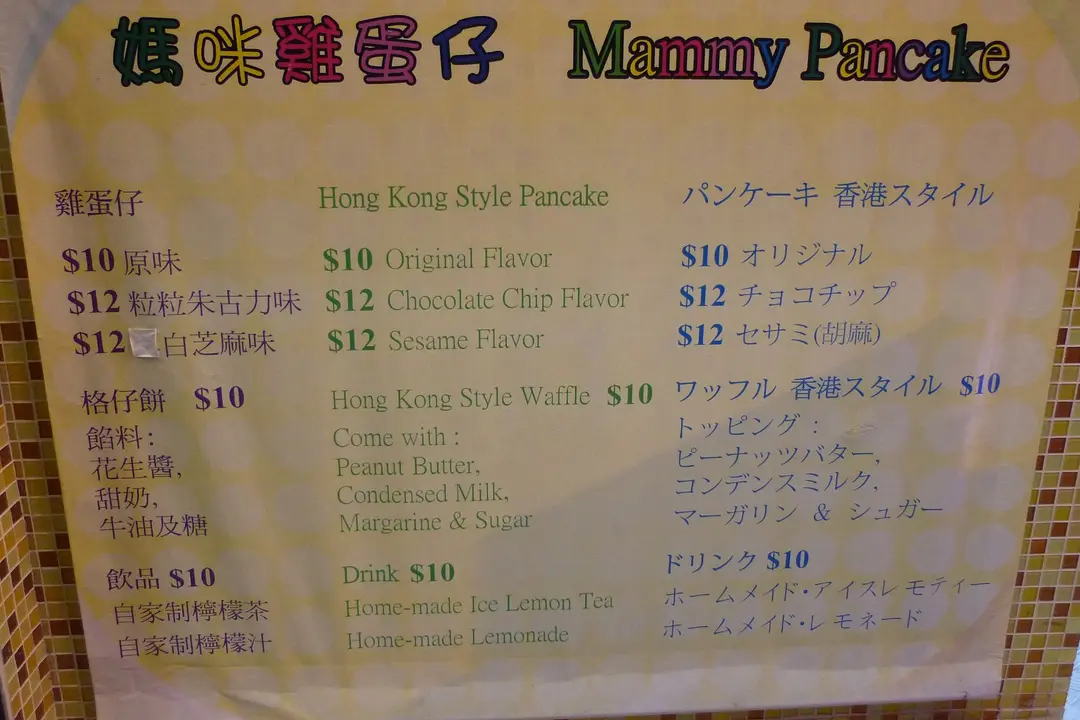 媽咪雞蛋仔 Mammy Pancake
雞蛋仔 Hong Kong Style Pancake パンケーキ 香港スタイル
$10 原味 $10 Original Flavor $10 オリジナル
$12 粒粒朱古力味 $12 Chocolate Chip Flavor $12 チョコチップ
$12 白芝麻味 $12 Sesame Flavor $12 セサミ(胡麻)
格仔餅 $10 Hong Kong Style Waffle $10 ワッフル 香港スタイル $10
餡料: Come with : トッピング :
花生醬, Peanut Butter, ピーナッツバター,
甜奶, Condensed Milk, コンデンスミルク,
牛油及糖 Margarine & Sugar マーガリン & シュガー
飲品 $10 Drink $10 ドリンク $10
自家制檸檬茶 Home-made Ice Lemon Tea ホームメイド・アイスレモティー
自家制檸檬汁 Home-made Lemonade ホームメイド・レモネード